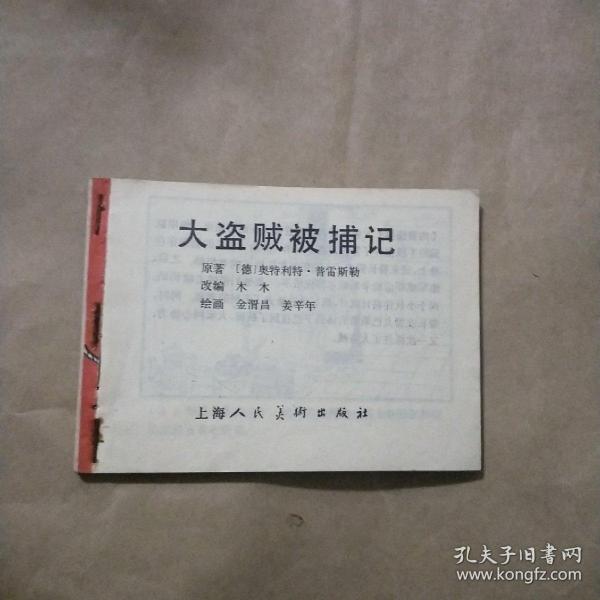 大盗贼被捕记
原著 [德]奥特利特·普雷斯勒
改编 木木
绘画 金渭昌 姜辛年
上海人民美術出版社
孔夫子旧书网
www.kongfz.com